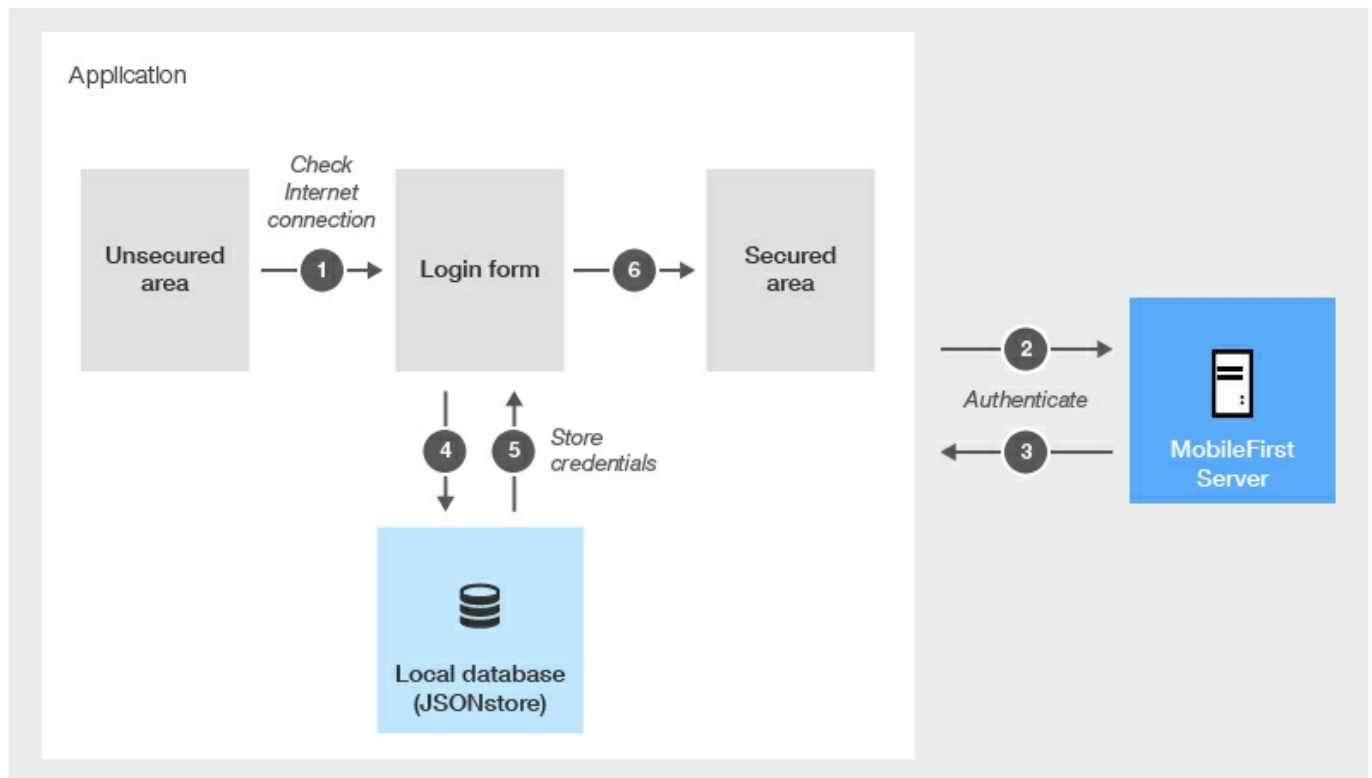 Application
Check
Internet
connection
Unsecured
area
1
Login form
6
Secured
area
2
Authenticate
3
MobileFirst
Server
4
5
Store
credentials
Local database
(JSONstore)